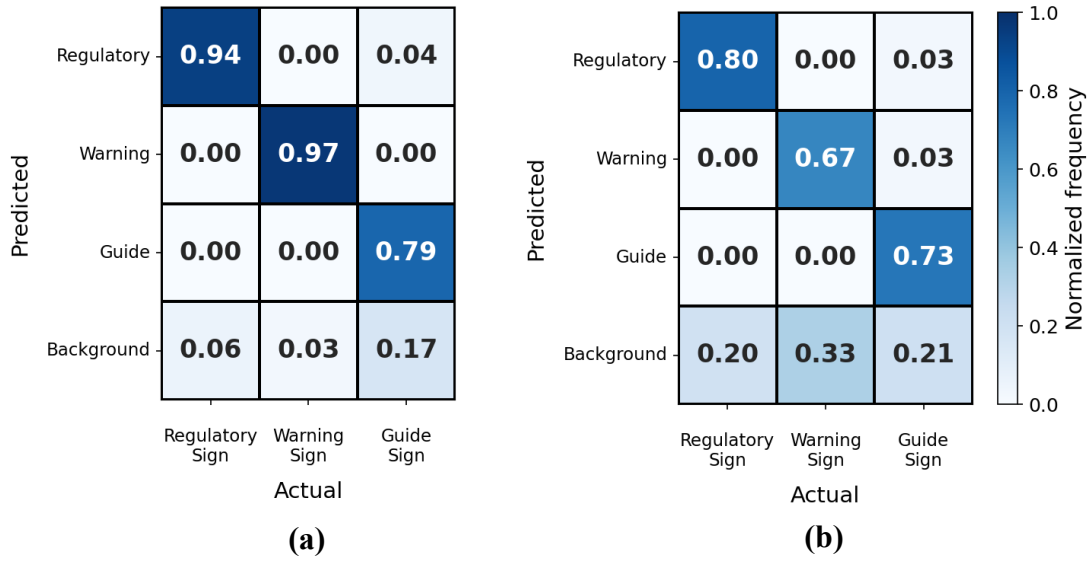 Predicted
Regulatory 0.94 0.00 0.04
Warning 0.00 0.97 0.00
Guide 0.00 0.00 0.79
Background 0.06 0.03 0.17
Regulatory Warning Guide
Sign Sign Sign
Actual
(a)
Predicted
Regulatory 0.80 0.00 0.03
Warning 0.00 0.67 0.03
Guide 0.00 0.00 0.73
Background 0.20 0.33 0.21
Regulatory Warning Guide
Sign Sign Sign
Actual
(b)
1.0
0.8
0.6
0.4
0.2
0.0
Normalized frequency